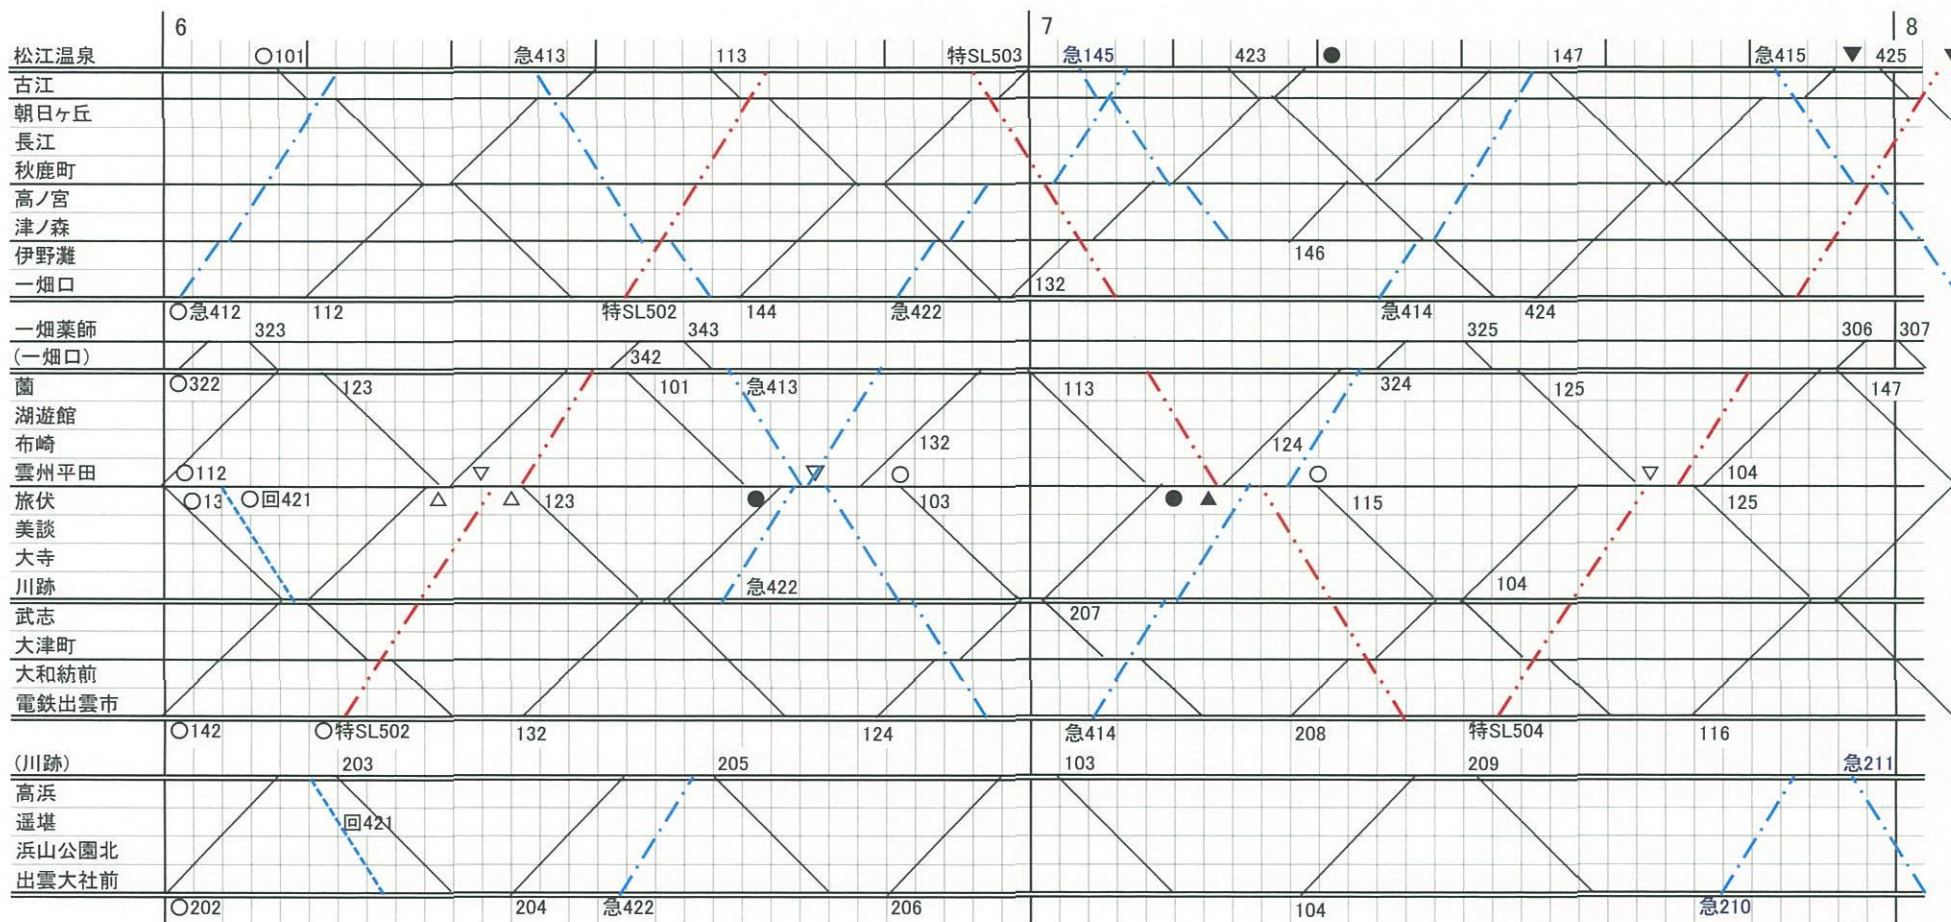 6 7 8
松江温泉 ○101 急413 113 特SL503 急145 423 ● 147 急415 ▼ 425
古江
朝日ヶ丘
長江
秋鹿町
高ノ宮
津ノ森
伊野灘 146
一畑口 132
○急412 112 特SL502 144 急422 急414 424
一畑薬師 323 343 325 306 307
(一畑口) 342
薗 ○322 123 101 急413 113 324 125 147
湖遊館
布崎 132 124
雲州平田 ○112 ▽ ▽ ○ ○ ▽ 104
旅伏 ○13 ○回421 △ △ 123 ● 103 ● ▲ 115 125
美談
大寺
川跡 急422 104
武志 207
大津町
大和紡前
電鉄出雲市
○142 ○特SL502 132 124 急414 208 特SL504 116
(川跡) 203 205 103 209 急211
高浜
遥堪 回421
浜山公園北
出雲大社前
○202 204 急422 206 104 急210